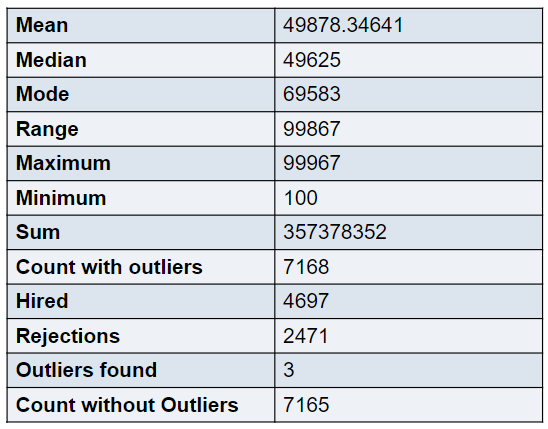 Mean 49878.34641
Median 49625
Mode 69583
Range 99867
Maximum 99967
Minimum 100
Sum 357378352
Count with outliers 7168
Hired 4697
Rejections 2471
Outliers found 3
Count without Outliers 7165